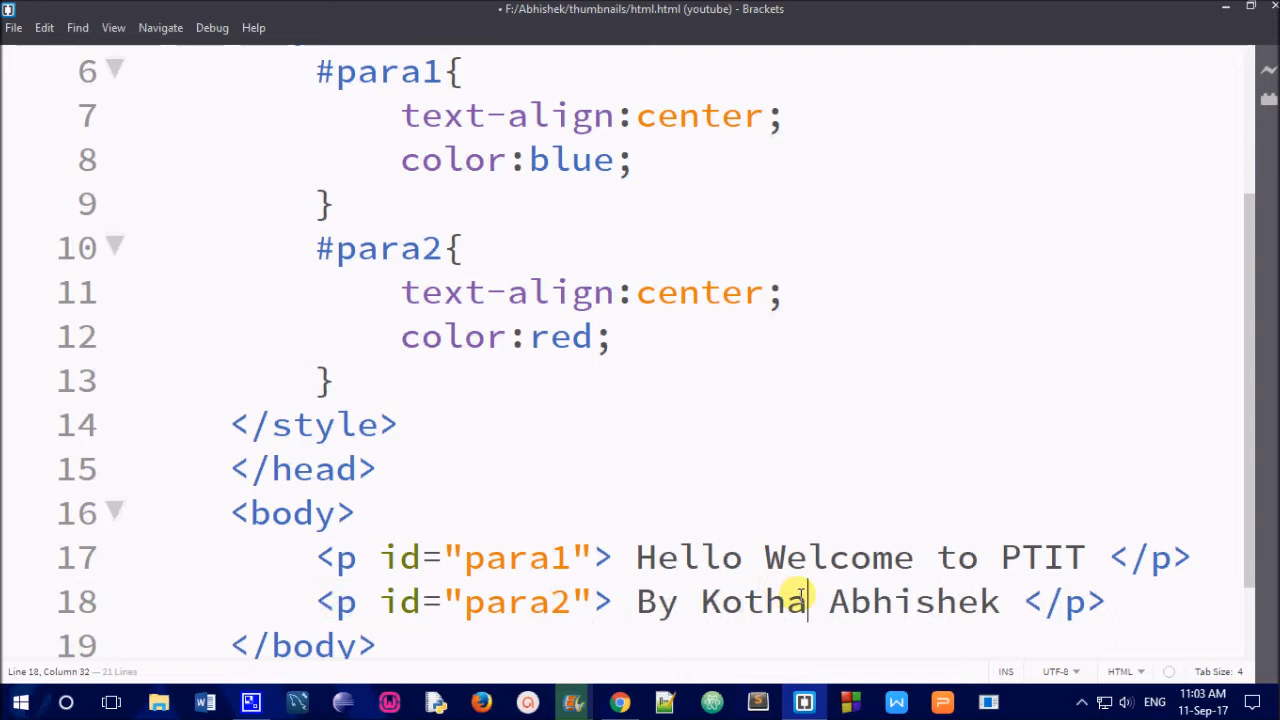 • F:/Abhishek/thumbnails/html.html (youtube) - Brackets
File Edit Find View Navigate Debug Help
6 #para1{
7 text-align:center;
8 color:blue;
9 }
10 #para2{
11 text-align:center;
12 color:red;
13 }
14 </style>
15 </head>
16 <body>
17 <p id="para1"> Hello Welcome to PTIT </p>
18 <p id="para2"> By Kotha Abhishek </p>
19 </body>
Line 18, Column 32 — 21 Lines INS UTF-8 HTML Tab Size: 4
ENG 11:03 AM
11-Sep-17